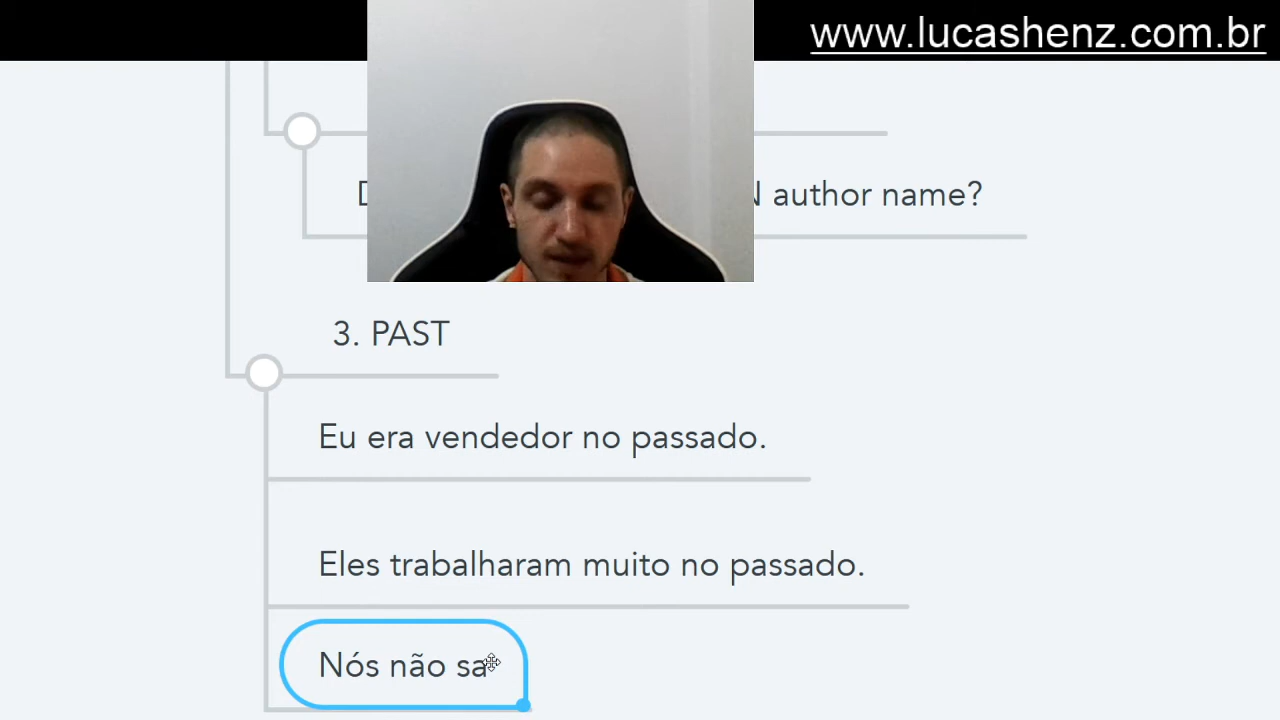 www.lucashenz.com.br
author name?
3. PAST
Eu era vendedor no passado.
Eles trabalharam muito no passado.
Nós não sa